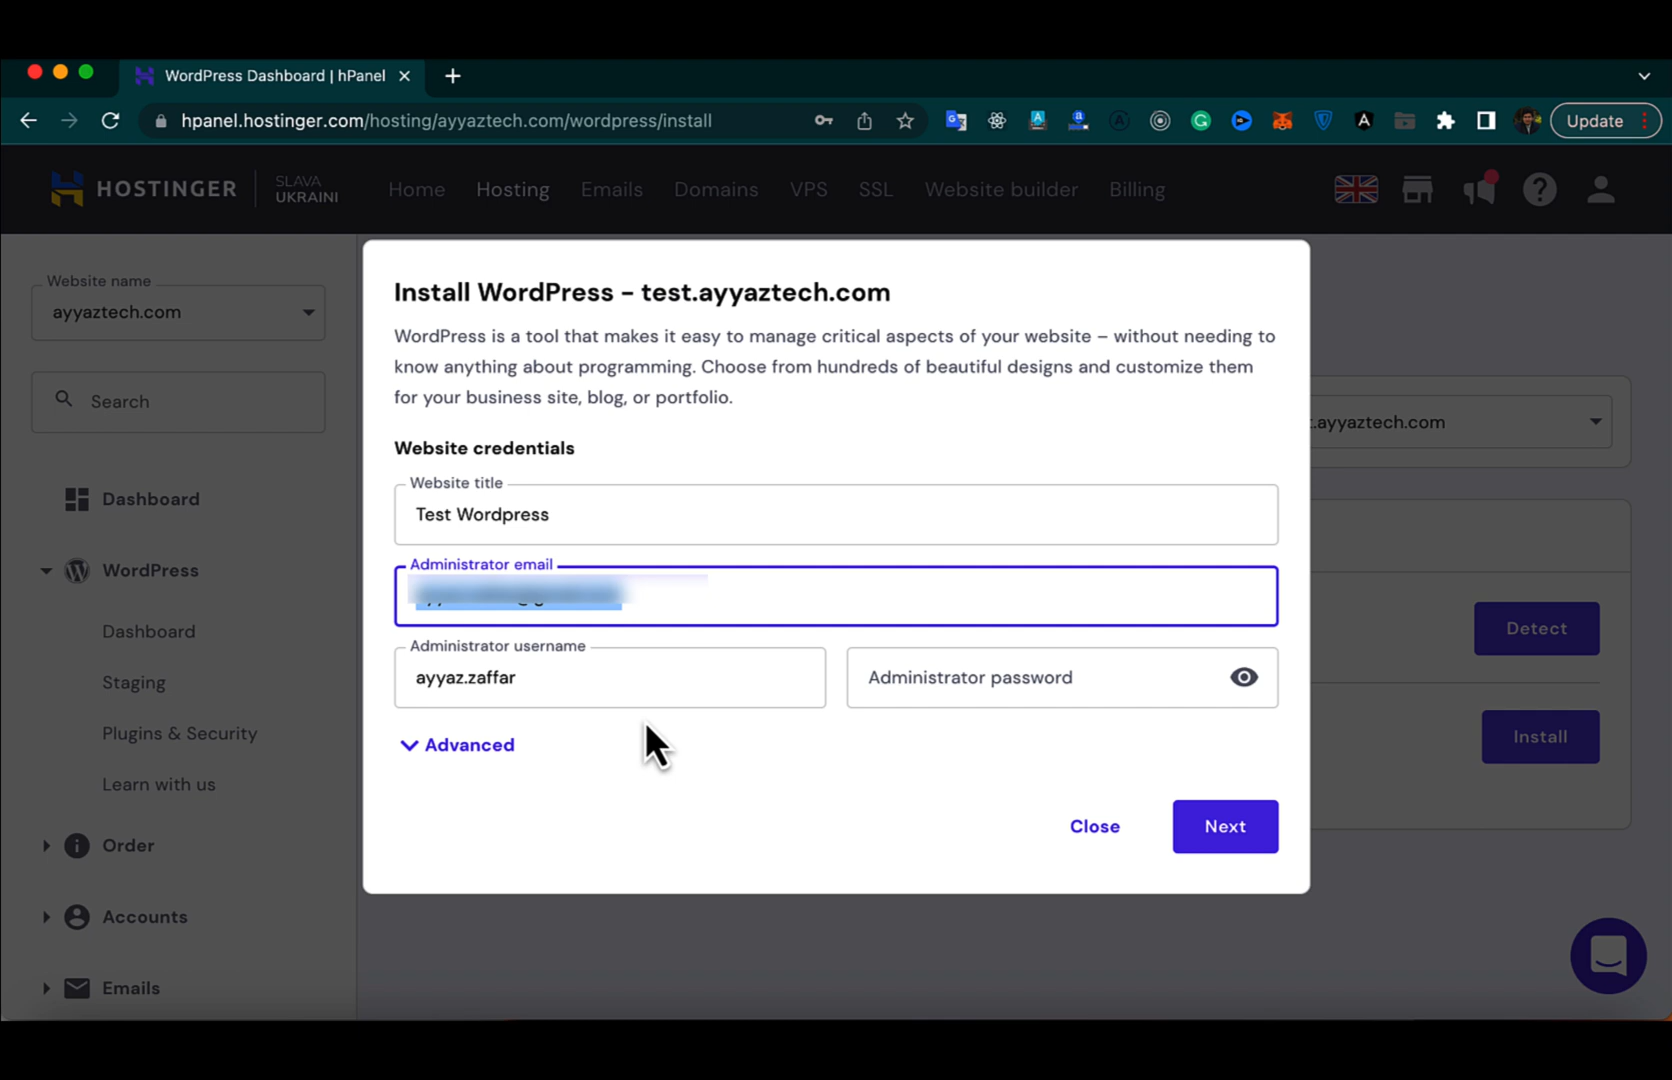 WordPress Dashboard | hPanel
hpanel.hostinger.com/hosting/ayyaztech.com/wordpress/install
Update
HOSTINGER
SLAVA
UKRAINI
Home
Hosting
Emails
Domains
VPS
SSL
Website builder
Billing
Website name
ayyaztech.com
Search
Dashboard
WordPress
Dashboard
Staging
Plugins & Security
Learn with us
Order
Accounts
Emails
Install WordPress – test.ayyaztech.com
WordPress is a tool that makes it easy to manage critical aspects of your website – without needing to
know anything about programming. Choose from hundreds of beautiful designs and customize them
for your business site, blog, or portfolio.
Website credentials
Website title
Test Wordpress
Administrator email
Administrator username
ayyaz.zaffar
Administrator password
Advanced
Close
Next
.ayyaztech.com
Detect
Install